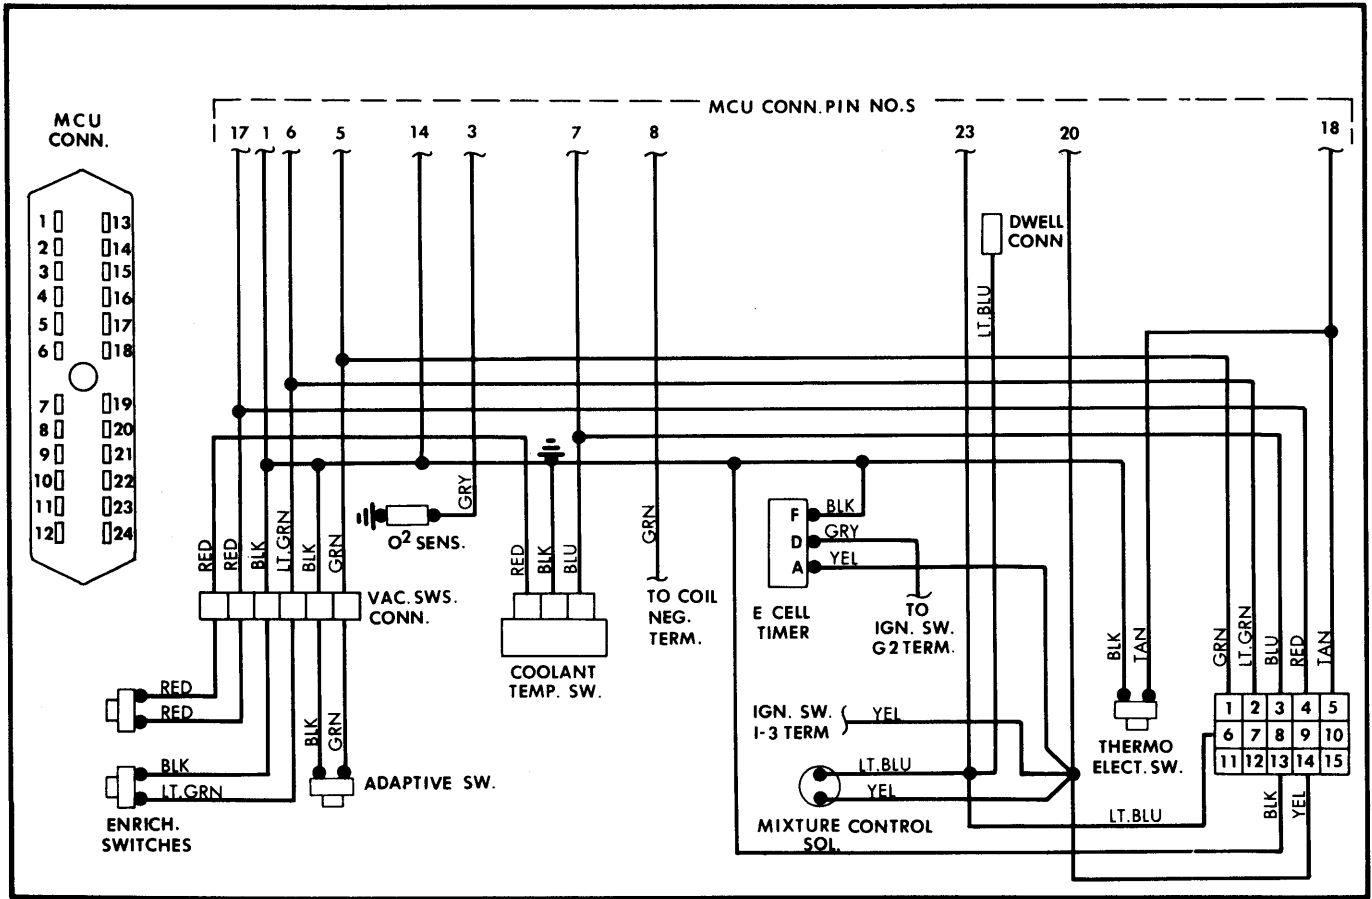 MCU CONN. PIN NO.S
MCU
CONN.
17 1 6 5 14 3 7 8 23 20 18
1 13
2 14
3 15
4 16
5 17
6 18
7 19
8 20
9 21
10 22
11 23
12 24
DWELL
CONN
LT.BLU
GRY
O2 SENS.
RED
RED
BLK
LT.GRN
BLK
GRN
VAC. SWS.
CONN.
RED
BLK
BLU
COOLANT
TEMP. SW.
GRN
TO COIL
NEG.
TERM.
F BLK
D GRY
A YEL
E CELL
TIMER
TO
IGN. SW.
G2 TERM.
RED
RED
BLK
LT.GRN
ENRICH.
SWITCHES
BLK
GRN
ADAPTIVE SW.
IGN. SW.
I-3 TERM
YEL
LT.BLU
YEL
MIXTURE CONTROL
SOL.
BLK
TAN
THERMO
ELECT. SW.
GRN
LT.GRN
BLU
RED
TAN
1 2 3 4 5
6 7 8 9 10
11 12 13 14 15
LT.BLU
BLK
YEL